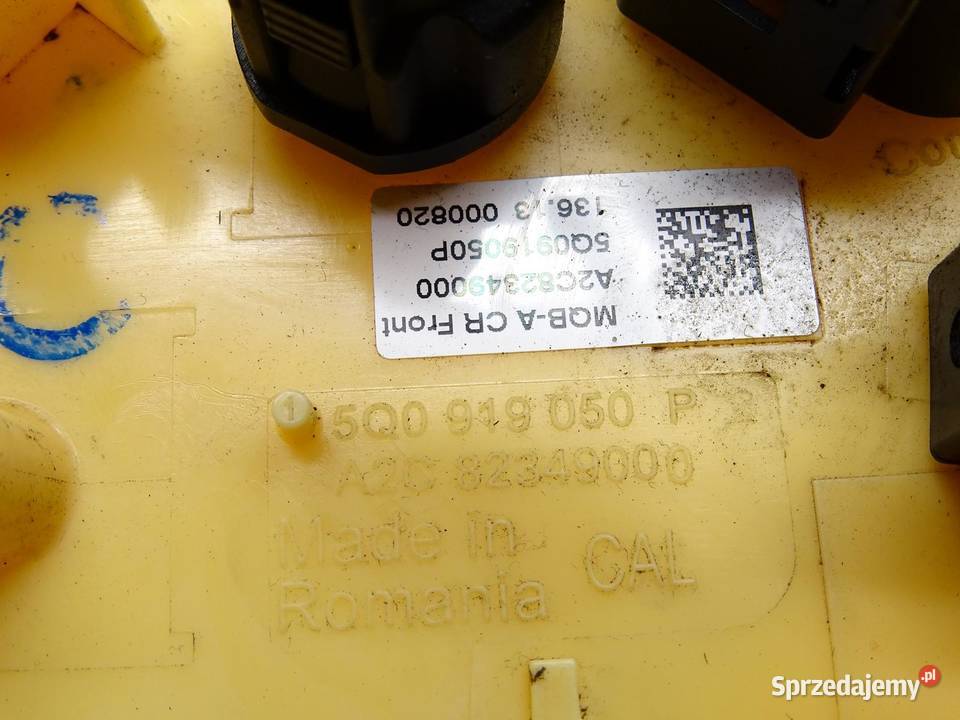 MQB-A CR Front
A2C82349000
5Q0919050P
136.13 000820
5Q0 919 050 P
A2C 82349000
Made in
Romania
CAL
1
Sprzedajemy.pl